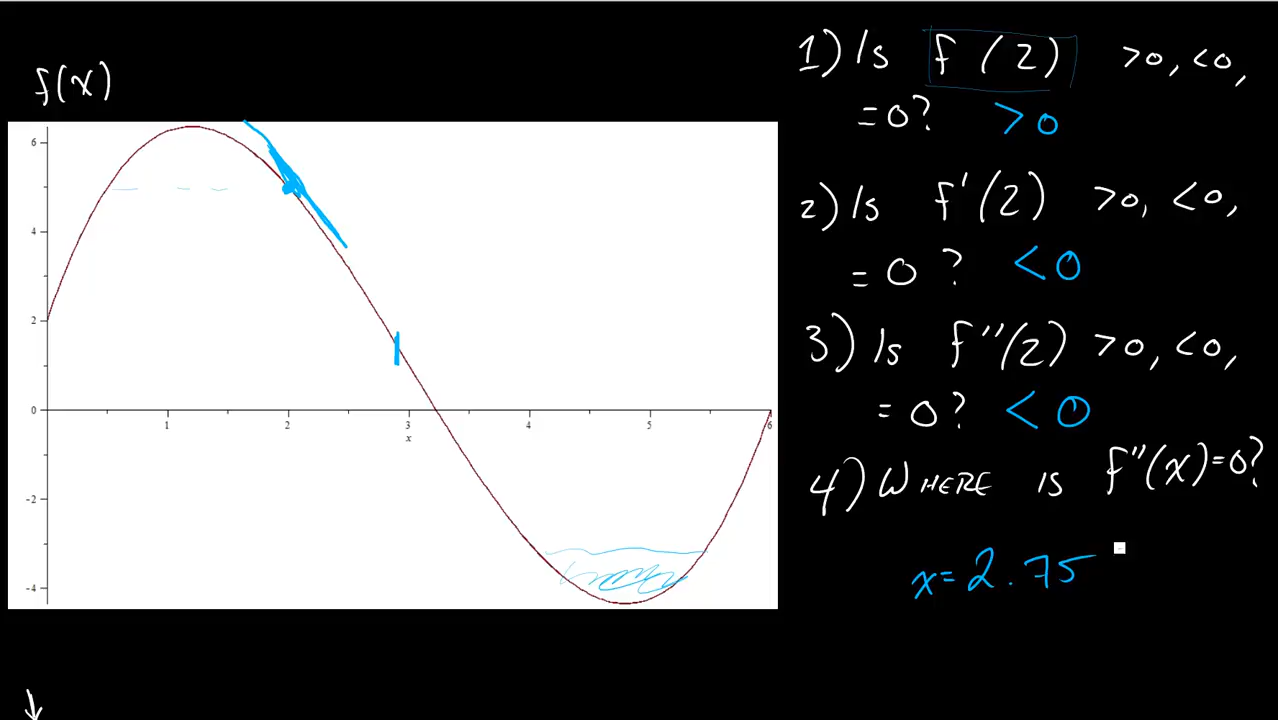 f(x)
1) Is f(2) >0, <0,
=0? >0
2) Is f'(2) >0, <0,
=0? <0
3) Is f''(2) >0, <0,
=0? <0
4) WHERE IS f''(x)=0?
x=2.75
6
4
2
0
-2
-4
1 2 3 4 5 6
x